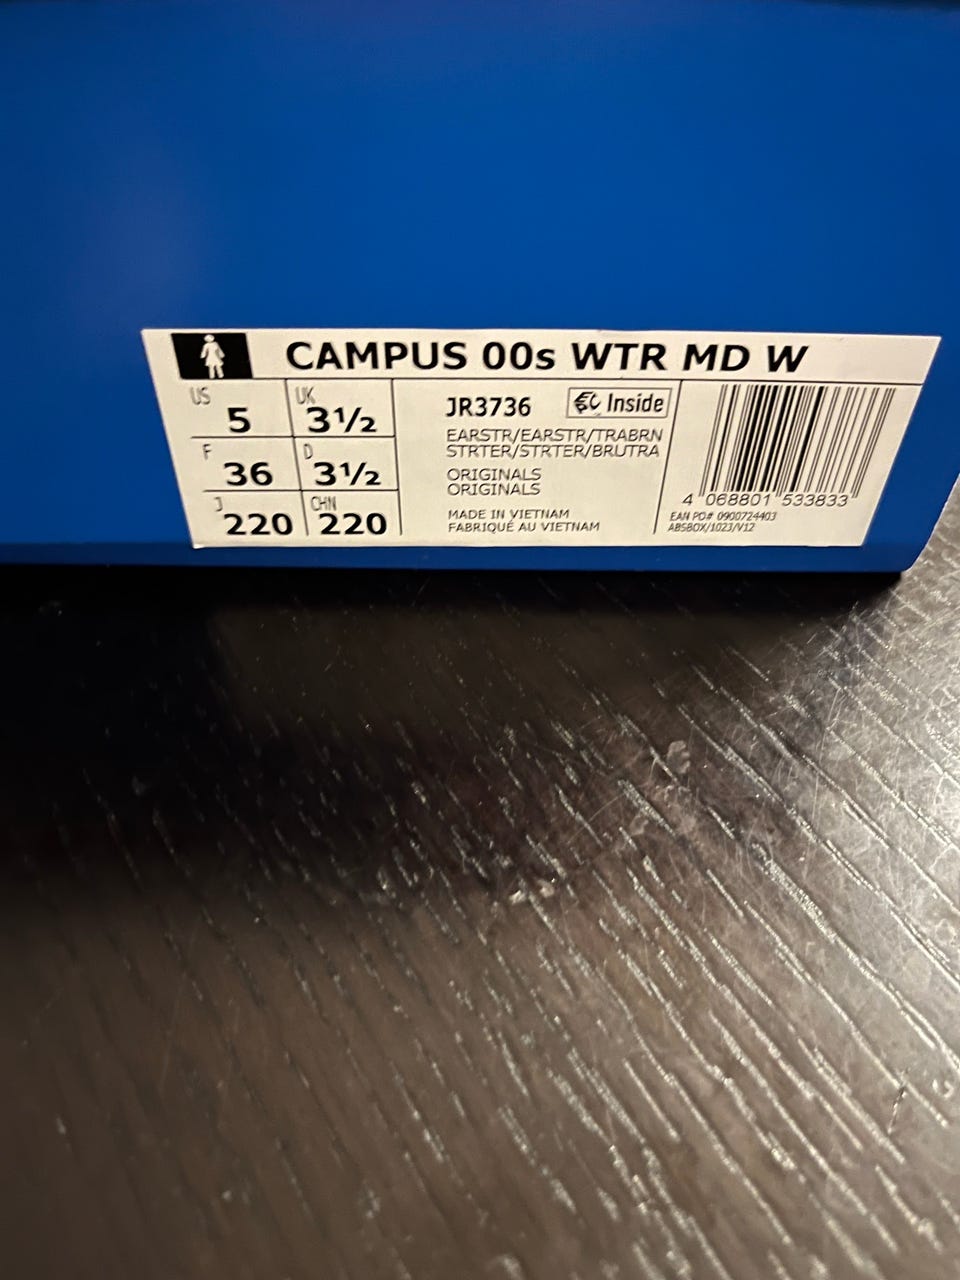 CAMPUS 00s WTR MD W
US 5 UK 3½
F 36 D 3½
J 220 CHN 220
JR3736 Inside
EARSTR/EARSTR/TRABRN
STRTER/STRTER/BRUTRA
ORIGINALS
ORIGINALS
MADE IN VIETNAM
FABRIQUÉ AU VIETNAM
4 068801 533833
EAN PO# 0900724403
ABSBOX/1023/V12